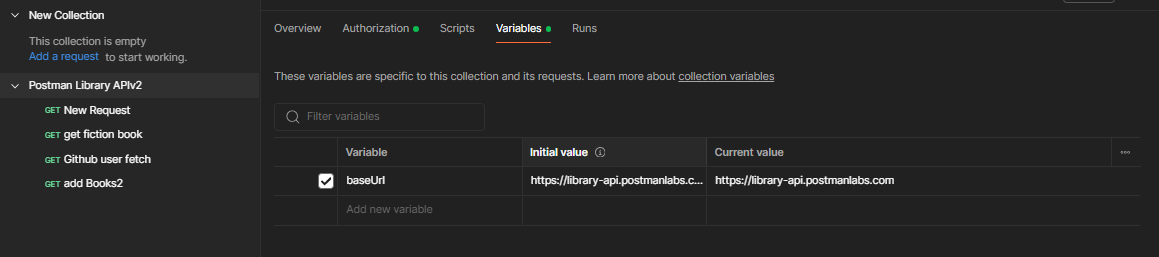 New Collection
This collection is empty
Add a request to start working.
Postman Library APIv2
GET New Request
GET get fiction book
GET Github user fetch
GET add Books2
Overview Authorization Scripts Variables Runs
These variables are specific to this collection and its requests. Learn more about collection variables
Filter variables
Variable Initial value Current value
baseUrl https://library-api.postmanlabs.c... https://library-api.postmanlabs.com
Add new variable